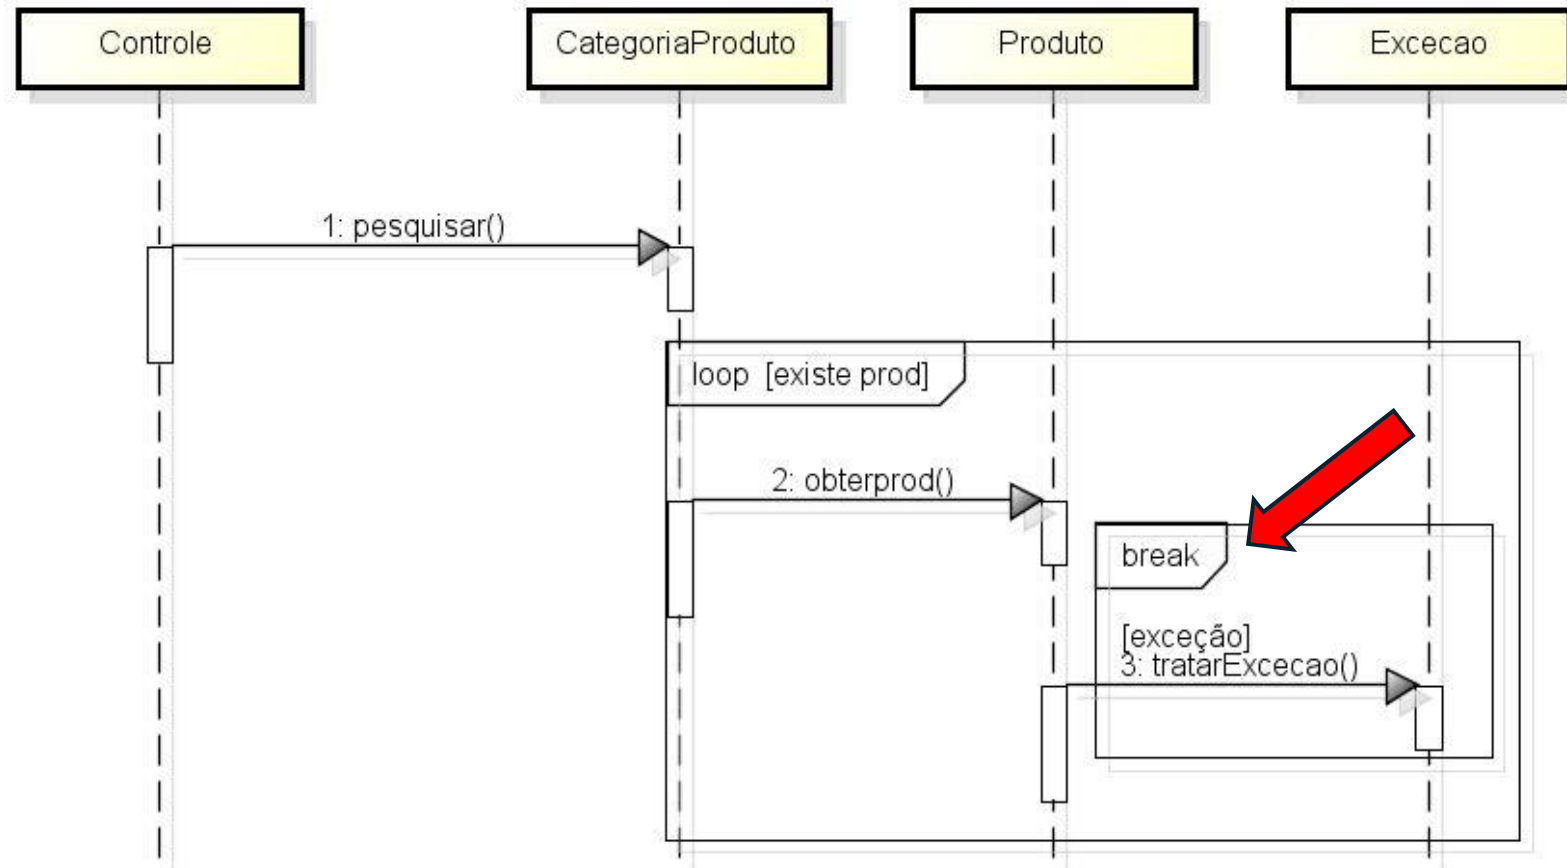 Controle
CategoriaProduto
Produto
Excecao
1: pesquisar()
loop [existe prod]
2: obterprod()
break
[exceção]
3: tratarExcecao()